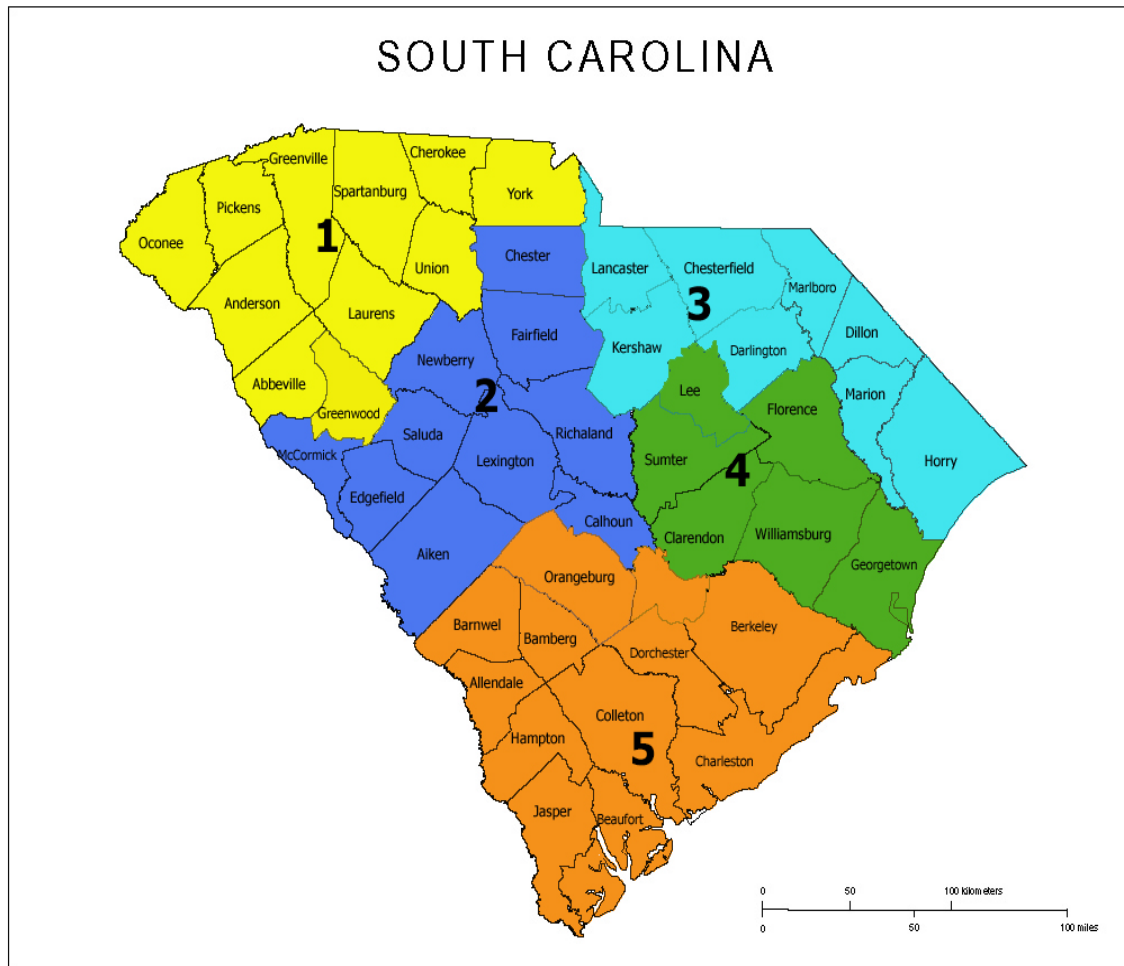 SOUTH CAROLINA
Cherokee
Greenville
Spartanburg
York
Pickens
Oconee
1
Chester
Union
Lancaster
Chesterfield
Marlboro
Anderson
Laurens
3
Dillon
Fairfield
Kershaw
Darlington
Newberry
Abbeville
Lee
Marion
2
Florence
Greenwood
Saluda
Richaland
McCormick
Lexington
Sumter
4
Horry
Edgefield
Calhoun
Clarendon
Williamsburg
Aiken
Georgetown
Orangeburg
Barnwel
Bamberg
Berkeley
Dorchester
Allendale
Colleton
Hampton
5
Charleston
Jasper
Beaufort
0 50 100 kilometers
0 50 100 miles